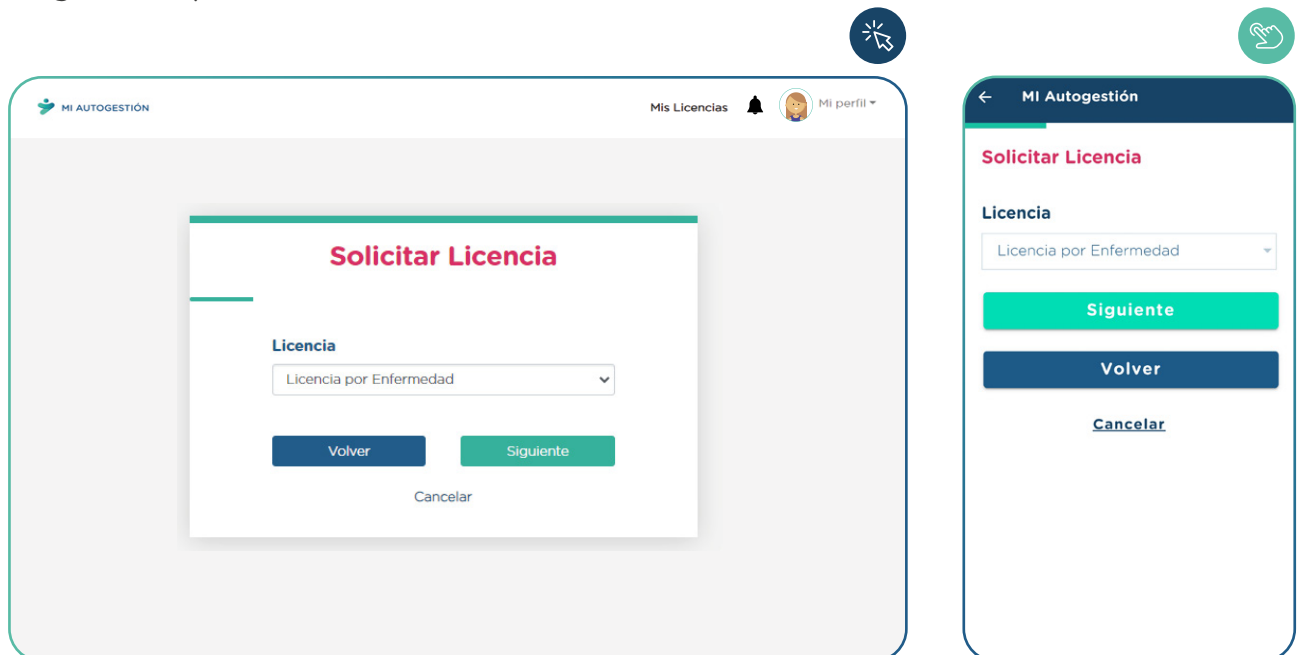 MI AUTOGESTIÓN
Mis Licencias
Mi perfil
Solicitar Licencia
Licencia
Licencia por Enfermedad
Volver
Siguiente
Cancelar
MI Autogestión
Solicitar Licencia
Licencia
Licencia por Enfermedad
Siguiente
Volver
Cancelar